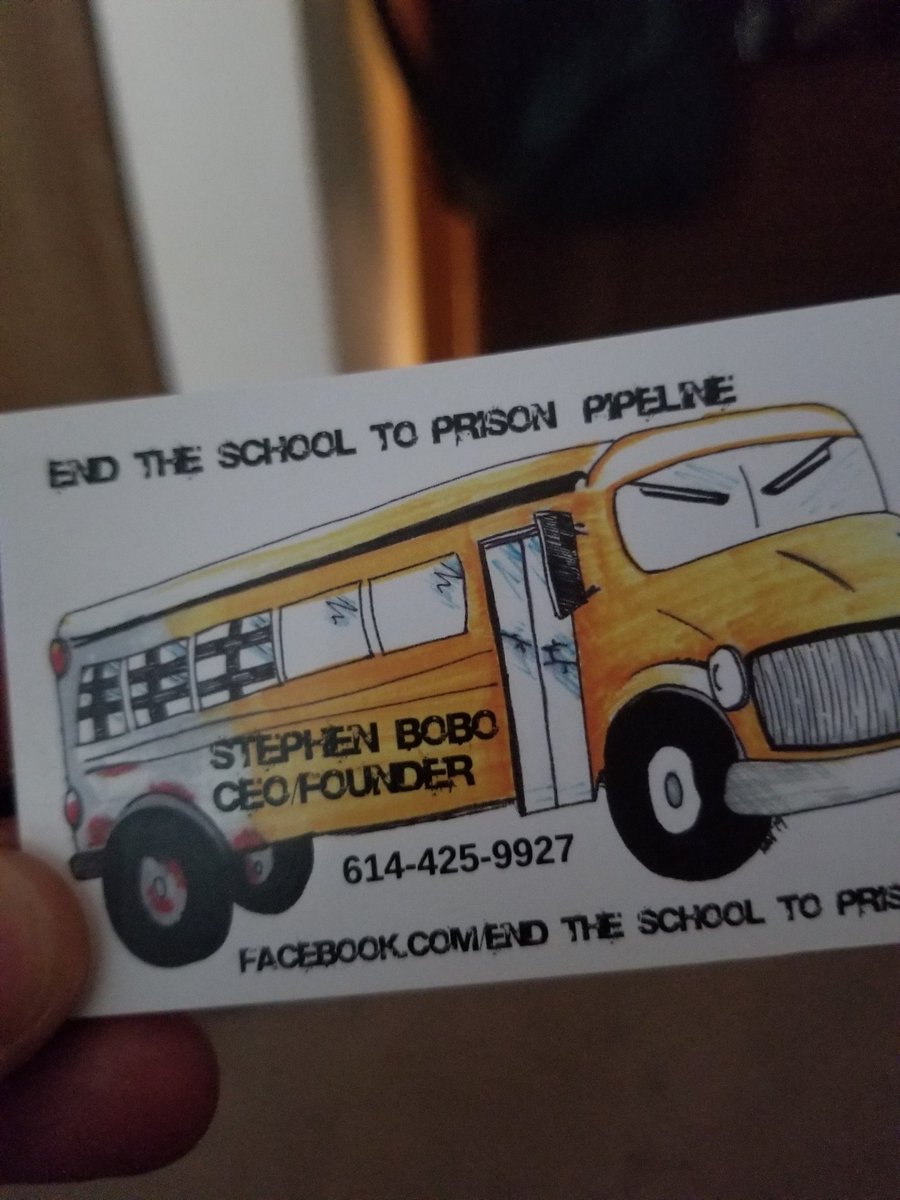 END THE SCHOOL TO PRISON PIPELINE
STEPHEN BOBO
CEO/FOUNDER
614-425-9927
FACEBOOK.COM/END THE SCHOOL TO PRIS